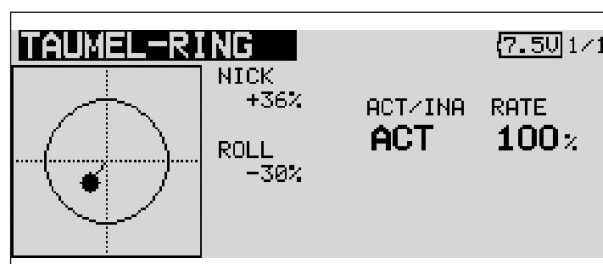 TAUMEL-RING 7.5V 1/1
NICK
+36%
ACT/INA RATE
ACT 100%
ROLL
-30%